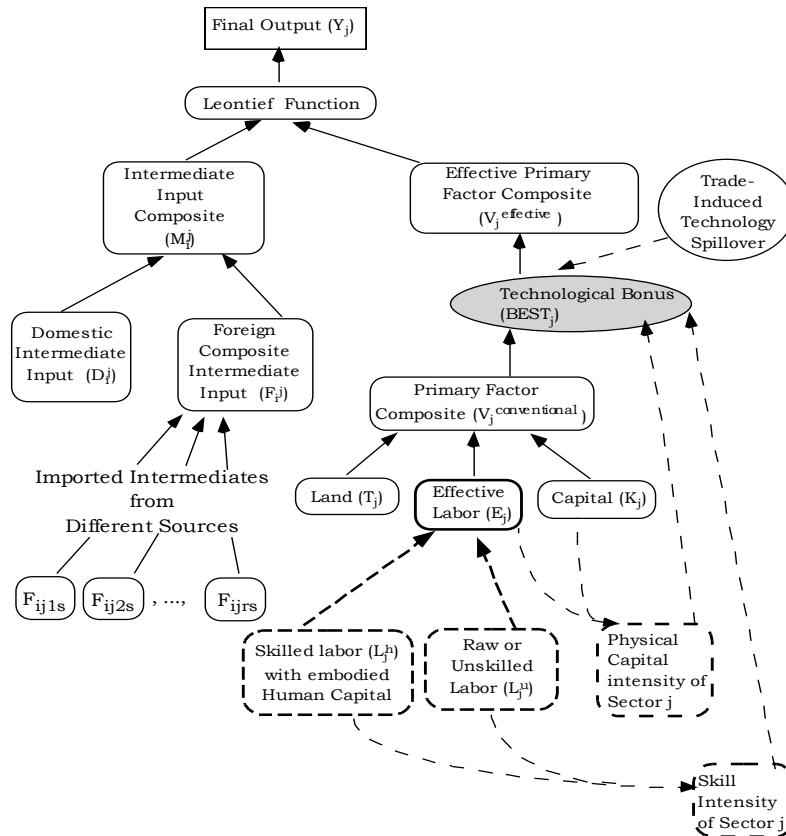 Final Output (Yj)
Leontief Function
Intermediate
Input
Composite
(Mij)
Effective Primary
Factor Composite
(Vj effective )
Trade-
Induced
Technology
Spillover
Technological Bonus
(BESTj)
Domestic
Intermediate
Input (Dij)
Foreign
Composite
Intermediate
Input (Fij)
Primary Factor
Composite (Vj conventional )
Imported Intermediates
from
Different Sources
Land (Tj)
Effective
Labor (Ej)
Capital (Kj)
Fij1s
Fij2s
, ...,
Fijrs
Skilled labor (Ljh)
with embodied
Human Capital
Raw or
Unskilled
Labor (Lju)
Physical
Capital
intensity of
Sector j
Skill
Intensity
of Sector j